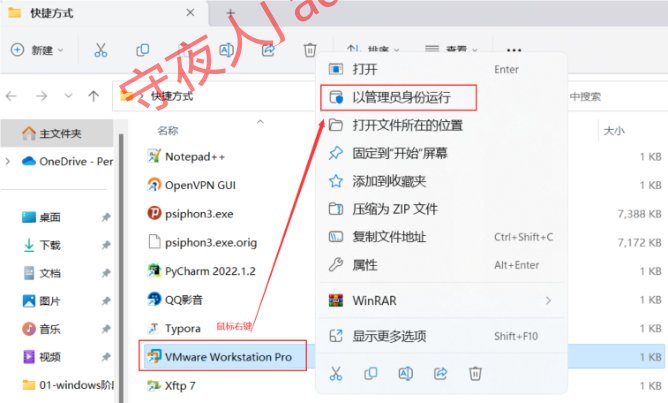 快捷方式
新建
排序
查看
守夜人J
快捷方式
中搜索
主文件夹
OneDrive - Per
桌面
下载
文档
图片
音乐
视频
01-windows阶段
名称
大小
Notepad++
1 KB
OpenVPN GUI
1 KB
psiphon3.exe
7,388 KB
psiphon3.exe.orig
7,172 KB
PyCharm 2022.1.2
1 KB
QQ影音
1 KB
Typora
1 KB
鼠标右键
VMware Workstation Pro
1 KB
Xftp 7
1 KB
打开
Enter
以管理员身份运行
打开文件所在的位置
固定到"开始"屏幕
添加到收藏夹
压缩为 ZIP 文件
复制文件地址
Ctrl+Shift+C
属性
Alt+Enter
WinRAR
显示更多选项
Shift+F10